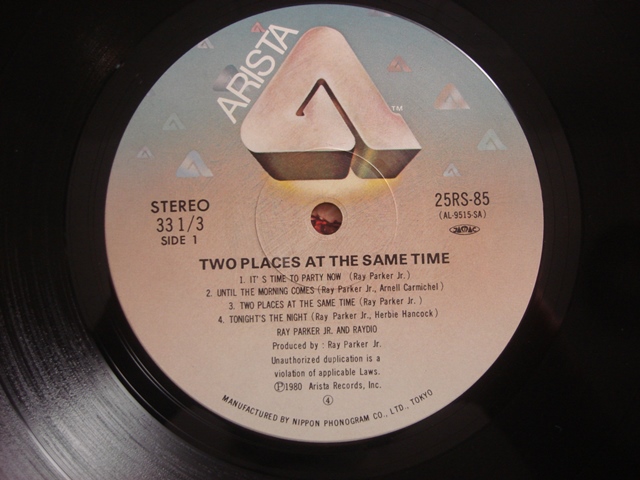 ARISTA
TM
STEREO
33 1/3
SIDE 1
25RS-85
(AL-9515-SA)
TWO PLACES AT THE SAME TIME
1. IT' S TIME TO PARTY NOW (Ray Parker Jr.)
2. UNTIL THE MORNING COMES (Ray Parker Jr., Arnell Carmichel)
3. TWO PLACES AT THE SAME TIME (Ray Parker Jr.)
4. TONIGHT'S THE NIGHT (Ray Parker Jr., Herbie Hancock)
RAY PARKER JR. AND RAYDIO
Produced by : Ray Parker Jr.
Unauthorized duplication is a
violation of applicable Laws.
Ⓟ1980 Arista Records, Inc.
④
MANUFACTURED BY NIPPON PHONOGRAM CO., LTD., TOKYO